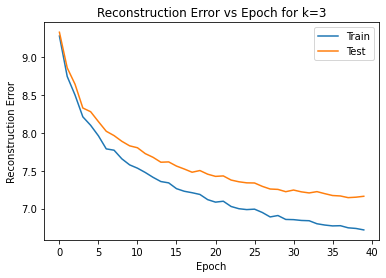 Reconstruction Error vs Epoch for k=3
Train
Test
Reconstruction Error
9.0
8.5
8.0
7.5
7.0
0 5 10 15 20 25 30 35 40
Epoch